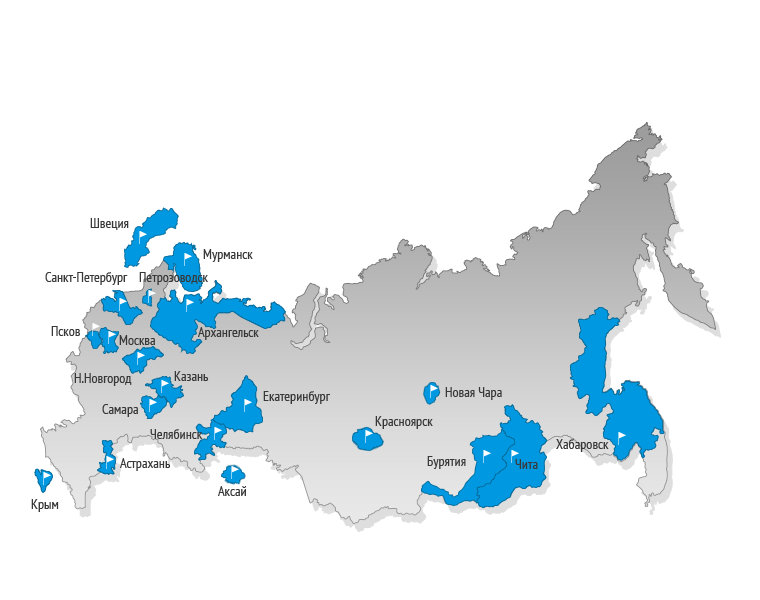 Швеция
Мурманск
Санкт-Петербург
Петрозаводск
Псков
Москва
Архангельск
Н.Новгород
Казань
Самара
Екатеринбург
Новая Чара
Красноярск
Челябинск
Хабаровск
Астрахань
Бурятия
Чита
Аксай
Крым